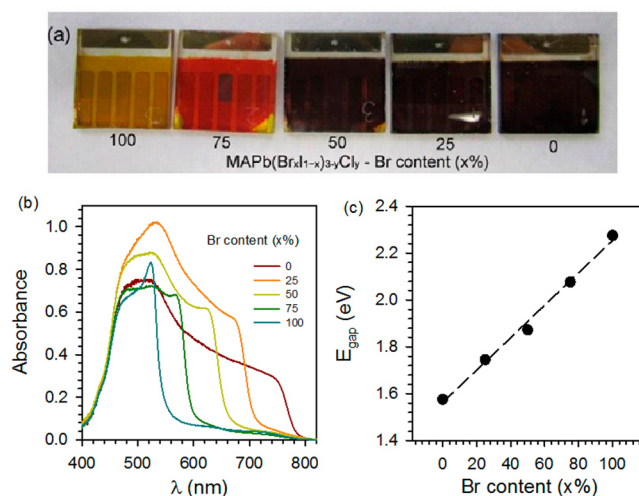 (a)
100 75 50 25 0
MAPb(BrₓI₁₋ₓ)₃₋ᵧClᵧ - Br content (x%)
(b)
Absorbance
1.0
0.8
0.6
0.4
0.2
0.0
Br content (x%)
0
25
50
75
100
400 500 600 700 800
λ (nm)
(c)
E_gap (eV)
2.4
2.2
2.0
1.8
1.6
1.4
0 20 40 60 80 100
Br content (x%)